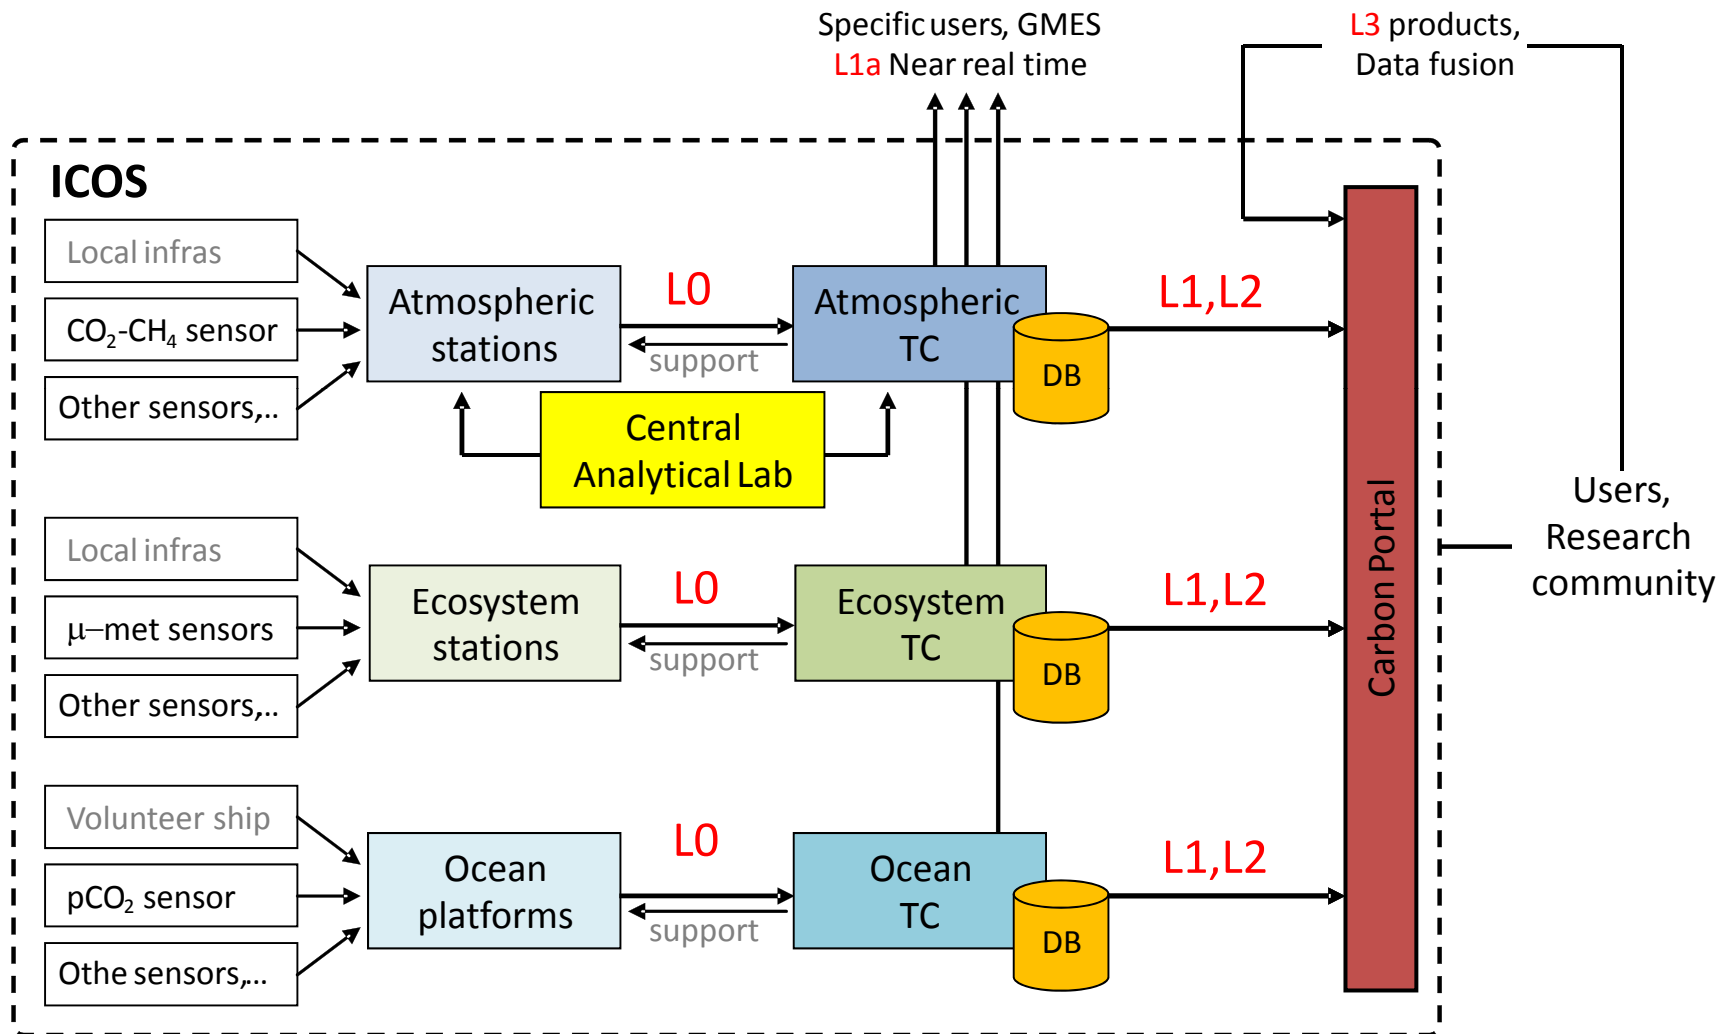 Specific users, GMES
L1a Near real time
L3 products,
Data fusion
ICOS
Local infras
CO₂-CH₄ sensor
Other sensors,...
Atmospheric
stations
L0
support
Atmospheric
TC
DB
L1,L2
Central
Analytical Lab
Local infras
μ–met sensors
Other sensors,...
Ecosystem
stations
L0
support
Ecosystem
TC
DB
L1,L2
Volunteer ship
pCO₂ sensor
Othe sensors,...
Ocean
platforms
L0
support
Ocean
TC
DB
L1,L2
Carbon Portal
Users,
Research
community